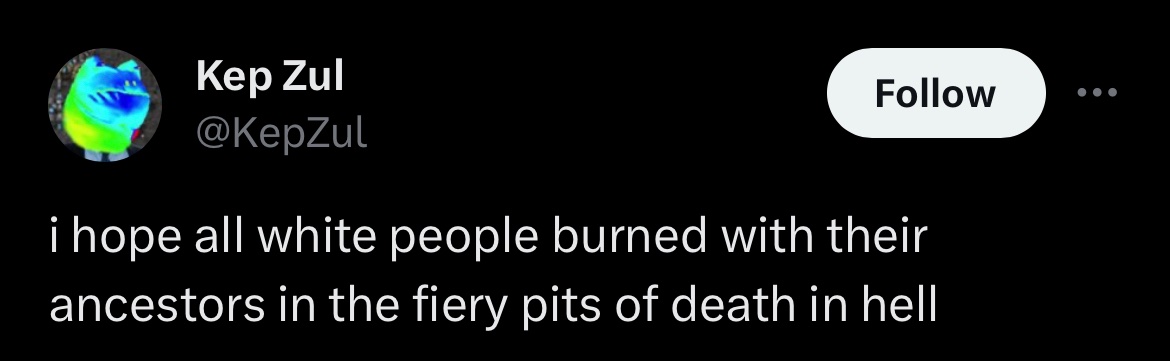 Kep Zul
@KepZul
Follow
i hope all white people burned with their
ancestors in the fiery pits of death in hell